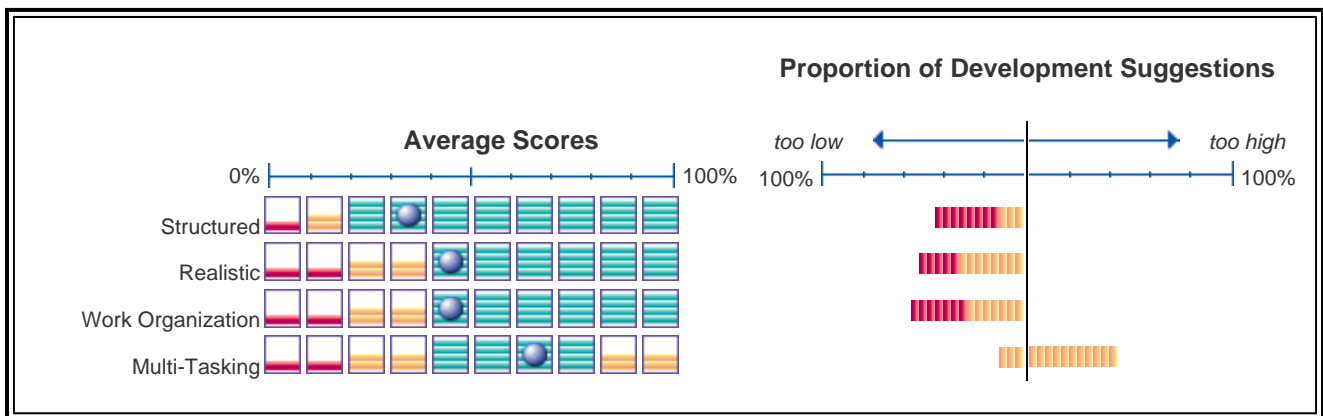 Proportion of Development Suggestions
Average Scores
too low
too high
0%
100%
100%
100%
Structured
Realistic
Work Organization
Multi-Tasking